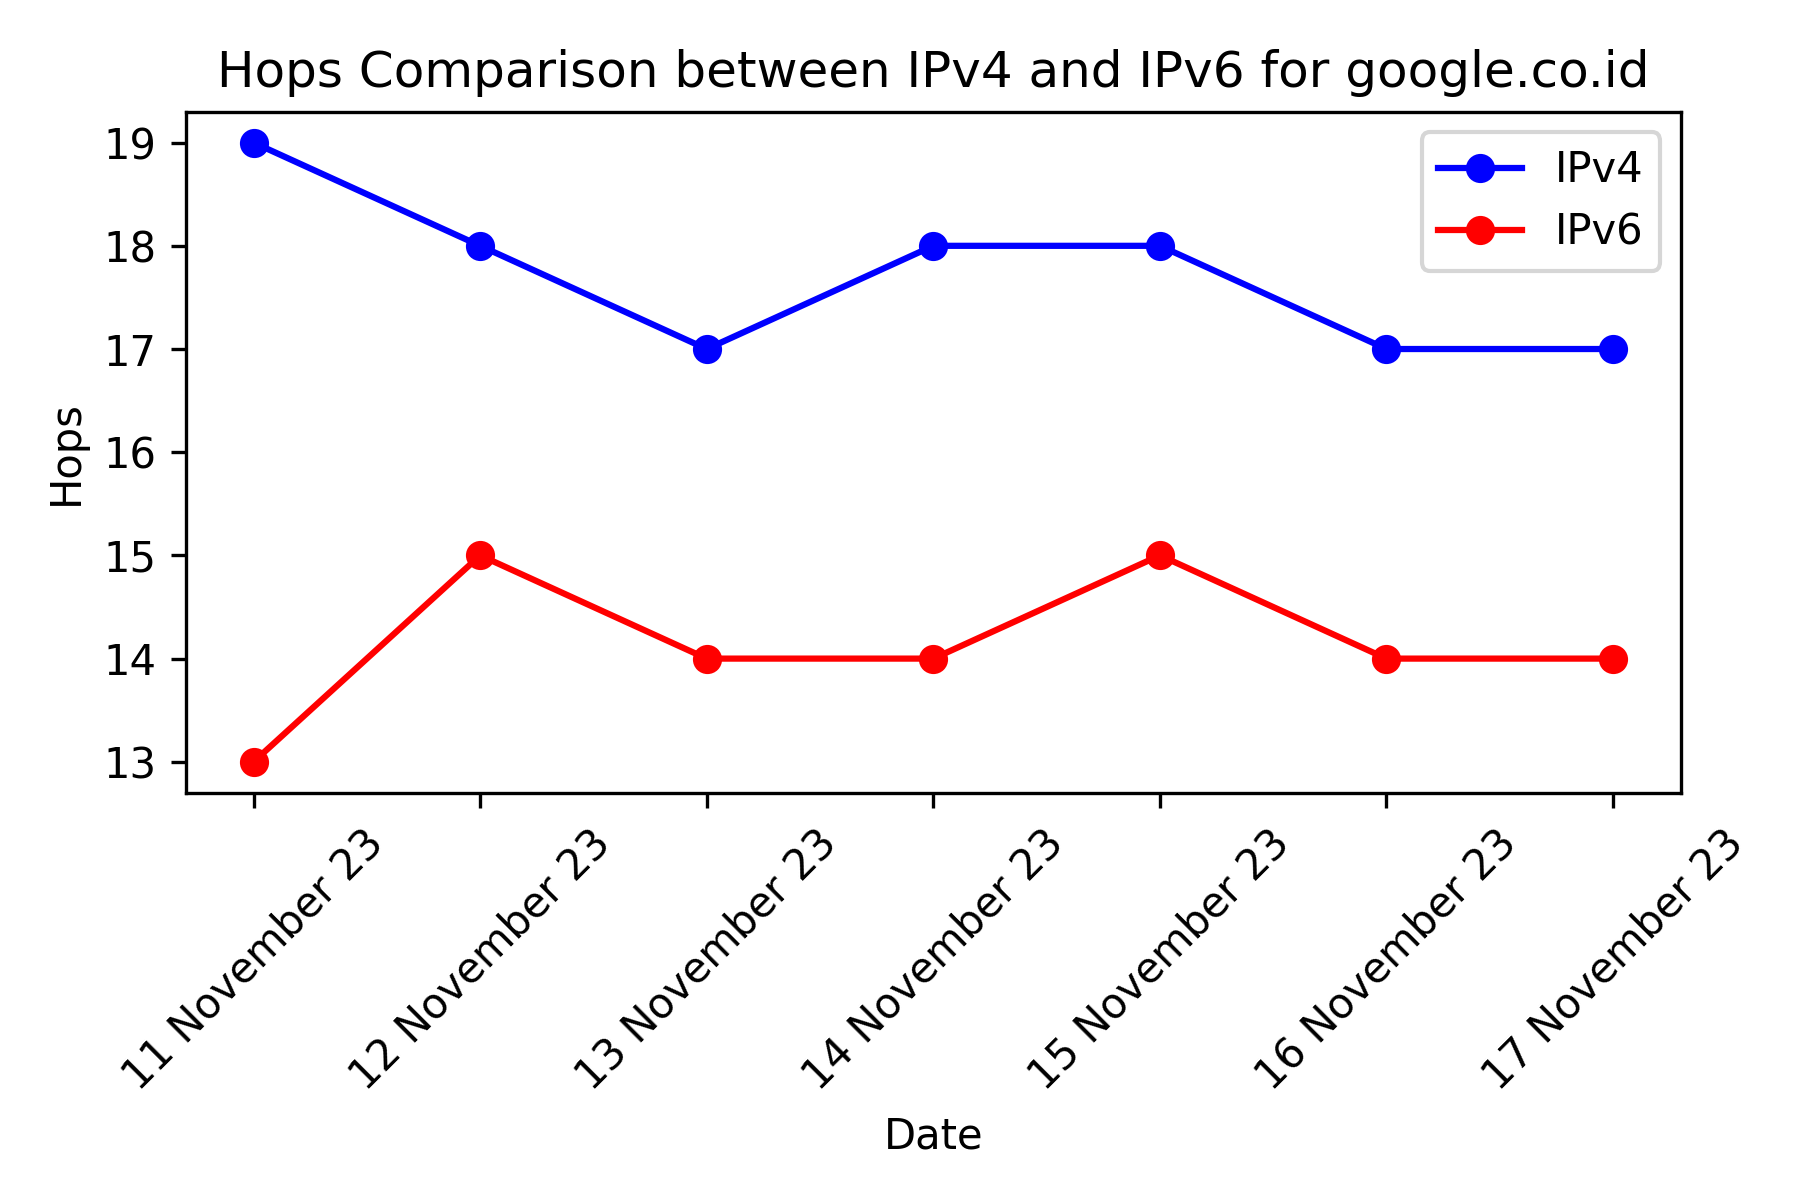 Hops Comparison between IPv4 and IPv6 for google.co.id
IPv4
IPv6
19
18
17
16
15
14
13
Hops
11 November 23
12 November 23
13 November 23
14 November 23
15 November 23
16 November 23
17 November 23
Date